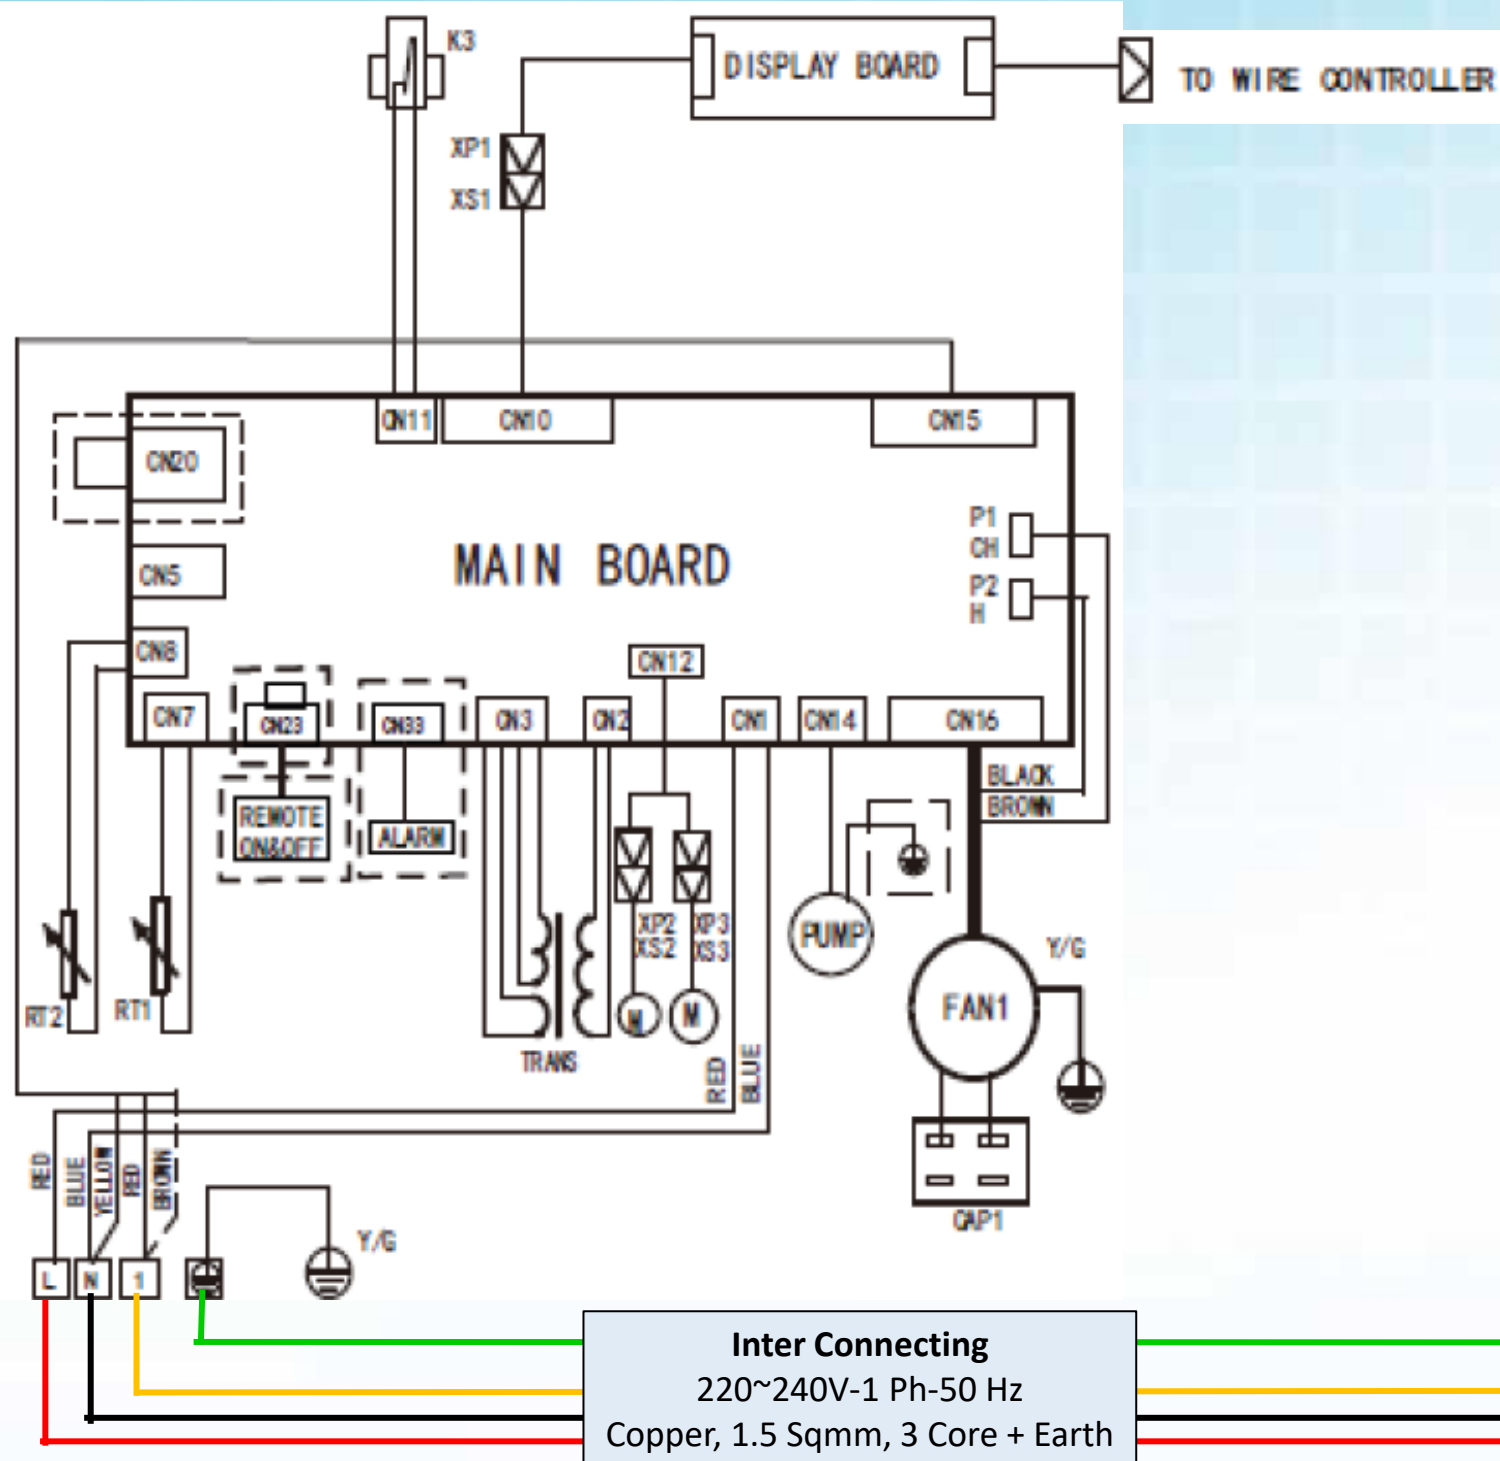 K3
DISPLAY BOARD
TO WIRE CONTROLLER
XP1
XS1
CN11
CN10
CN15
CN20
P1
CH
MAIN BOARD
CN5
P2
H
CN8
CN12
CN7
CN23
CN33
CN3
CN2
CN1
CN14
CN16
BLACK
BROWN
REMOTE
ON&OFF
ALARM
XP2
XS2
XP3
XS3
PUMP
Y/G
RT2
RT1
FAN1
M
M
TRANS
RED
BLUE
RED
BLUE
YELLOW
RED
BROWN
CAP1
Y/G
L
N
1
Inter Connecting
220~240V-1 Ph-50 Hz
Copper, 1.5 Sqmm, 3 Core + Earth